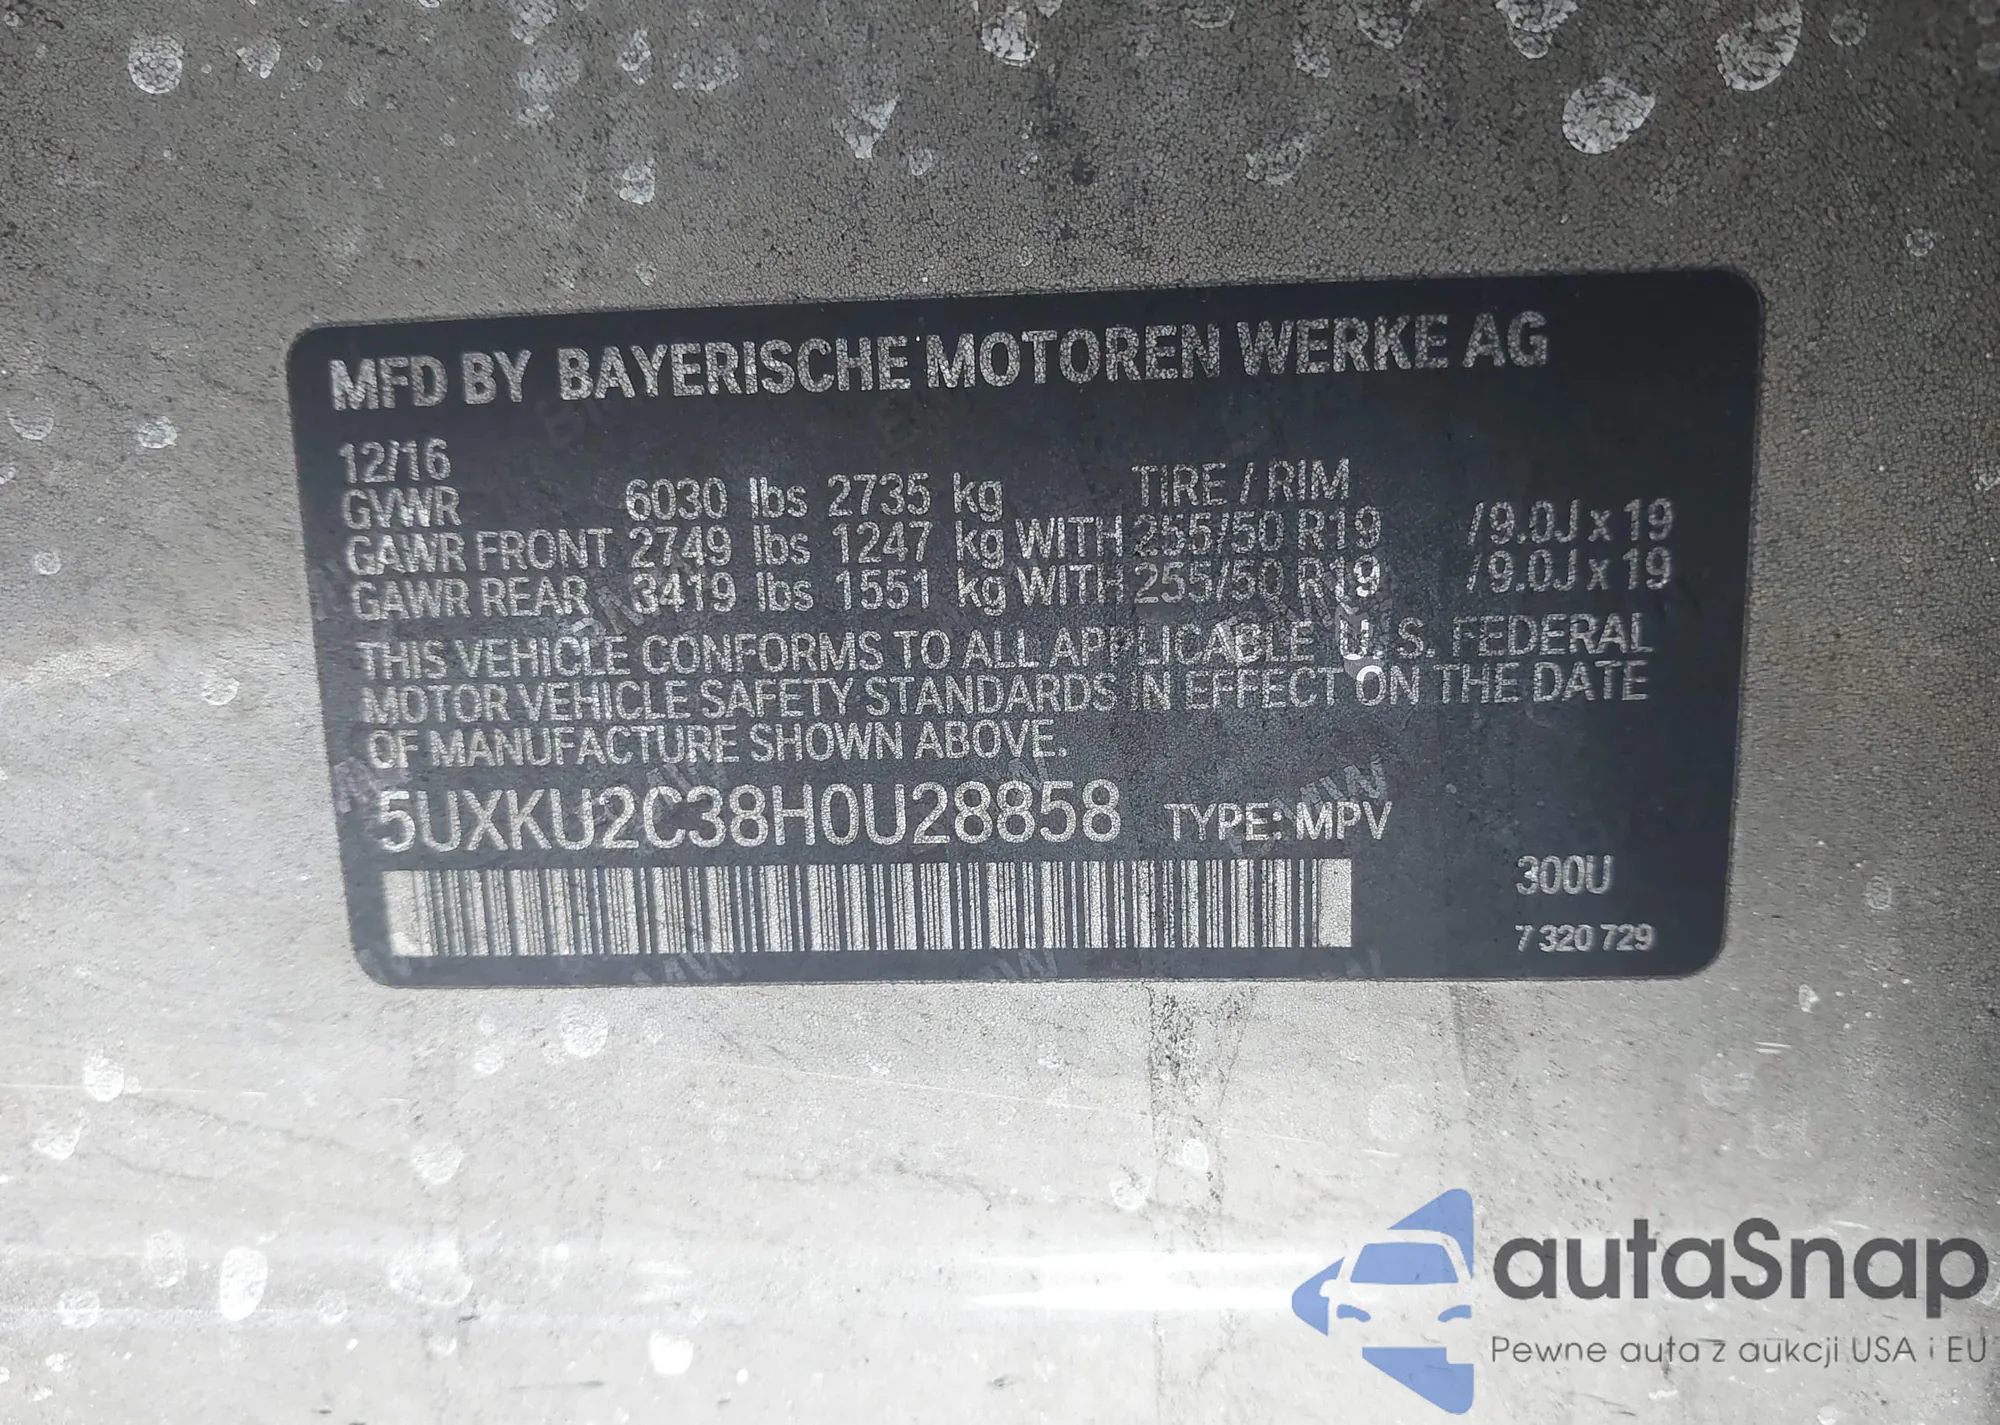 MFD BY BAYERISCHE MOTOREN WERKE AG
12/16 TIRE / RIM
GVWR 6030 lbs 2735 kg
GAWR FRONT 2749 lbs 1247 kg WITH 255/50 R19 /9.0J x 19
GAWR REAR 3419 lbs 1551 kg WITH 255/50 R19 /9.0J x 19
THIS VEHICLE CONFORMS TO ALL APPLICABLE U.S. FEDERAL
MOTOR VEHICLE SAFETY STANDARDS IN EFFECT ON THE DATE
OF MANUFACTURE SHOWN ABOVE.
5UXKU2C38H0U28858 TYPE: MPV
300U
7 320 729
autaSnap
Pewne auta z aukcji USA i EU